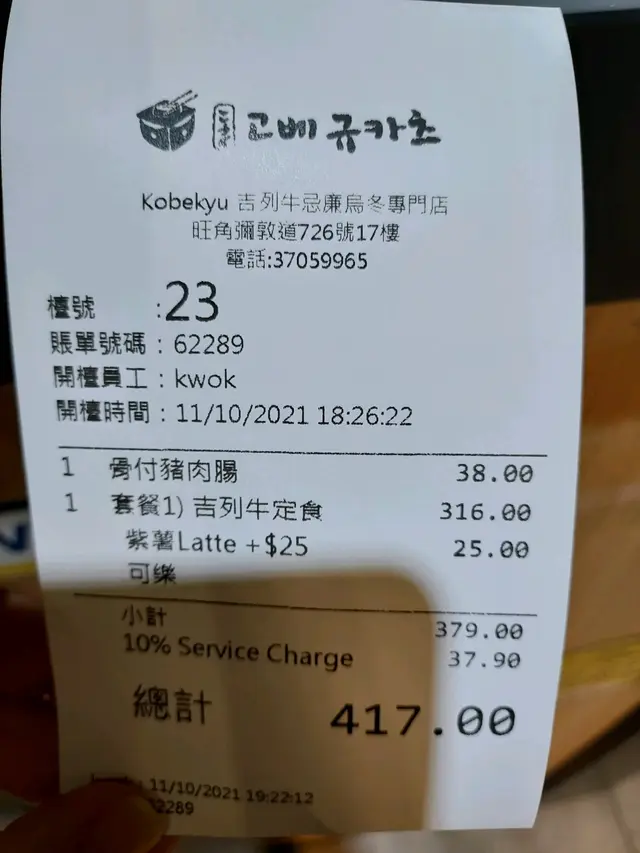 고베 규카츠
Kobekyu 吉列牛忌廉烏冬專門店
旺角彌敦道726號17樓
電話:37059965
檯號 :23
賬單號碼 : 62289
開檯員工 : kwok
開檯時間 : 11/10/2021 18:26:22
1 骨付豬肉腸 38.00
1 套餐1) 吉列牛定食 316.00
紫薯Latte +$25 25.00
可樂
小計 379.00
10% Service Charge 37.90
總計 417.00
11/10/2021 19:22:12
2289